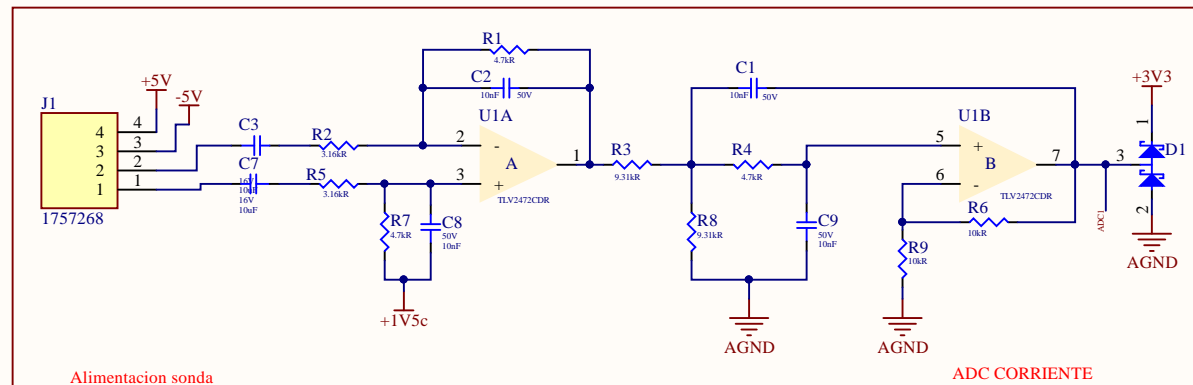 J1
+5V
-5V
4 4
3 3
2 2
1 1
1757268
C3
16V
10uF
C7
16V
10uF
R2
3.16kR
R5
3.16kR
R1
4.7kR
C2
10nF 50V
U1A
2 -
A
3 +
1
TLV2472CDR
R7
4.7kR
C8
50V
10nF
+1V5c
R3
9.31kR
C1
10nF 50V
R4
4.7kR
R8
9.31kR
C9
50V
10nF
AGND
U1B
5 +
B
6 -
7
TLV2472CDR
R6
10kR
R9
10kR
AGND
ADC1
+3V3
1
3
D1
2
AGND
Alimentacion sonda
ADC CORRIENTE